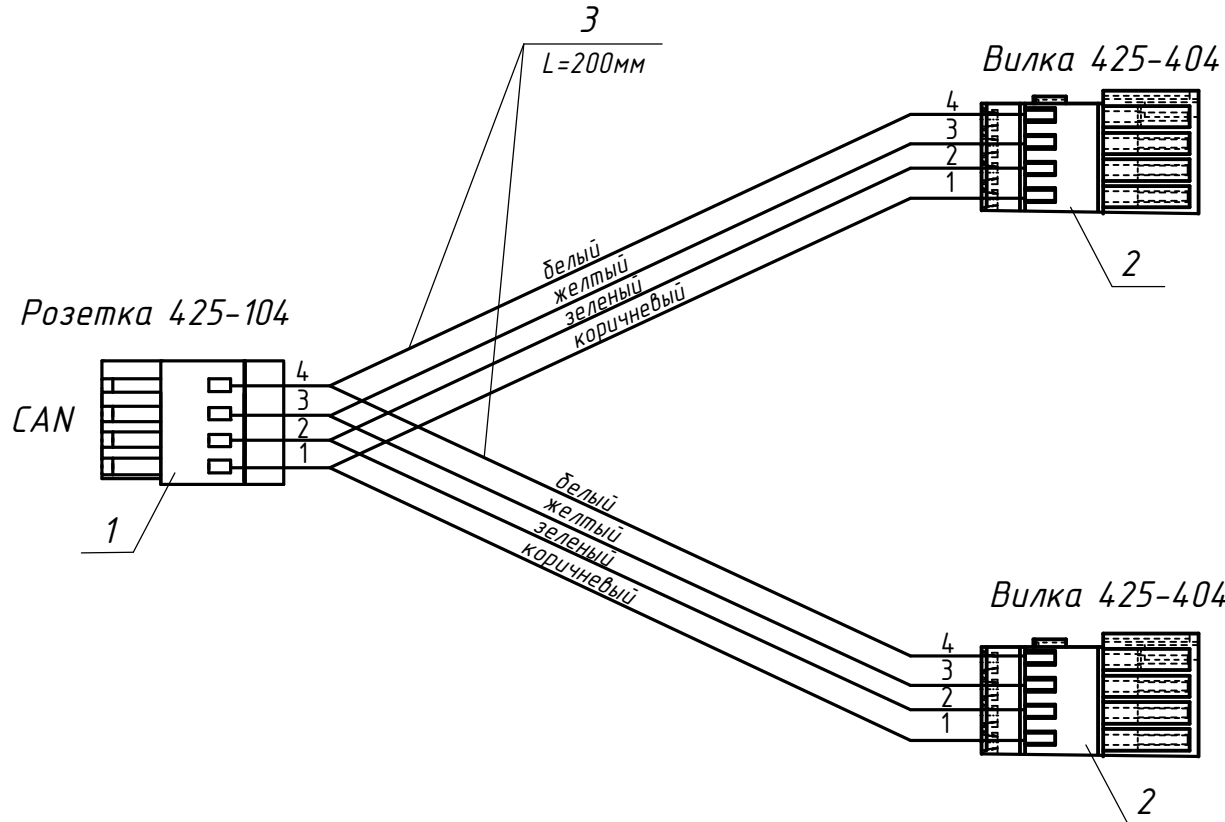 3
L=200мм
Вилка 425-404
4
3
2
1
2
белый
желтый
зеленый
коричневый
Розетка 425-104
CAN
4
3
2
1
1
белый
желтый
зеленый
коричневый
Вилка 425-404
4
3
2
1
2